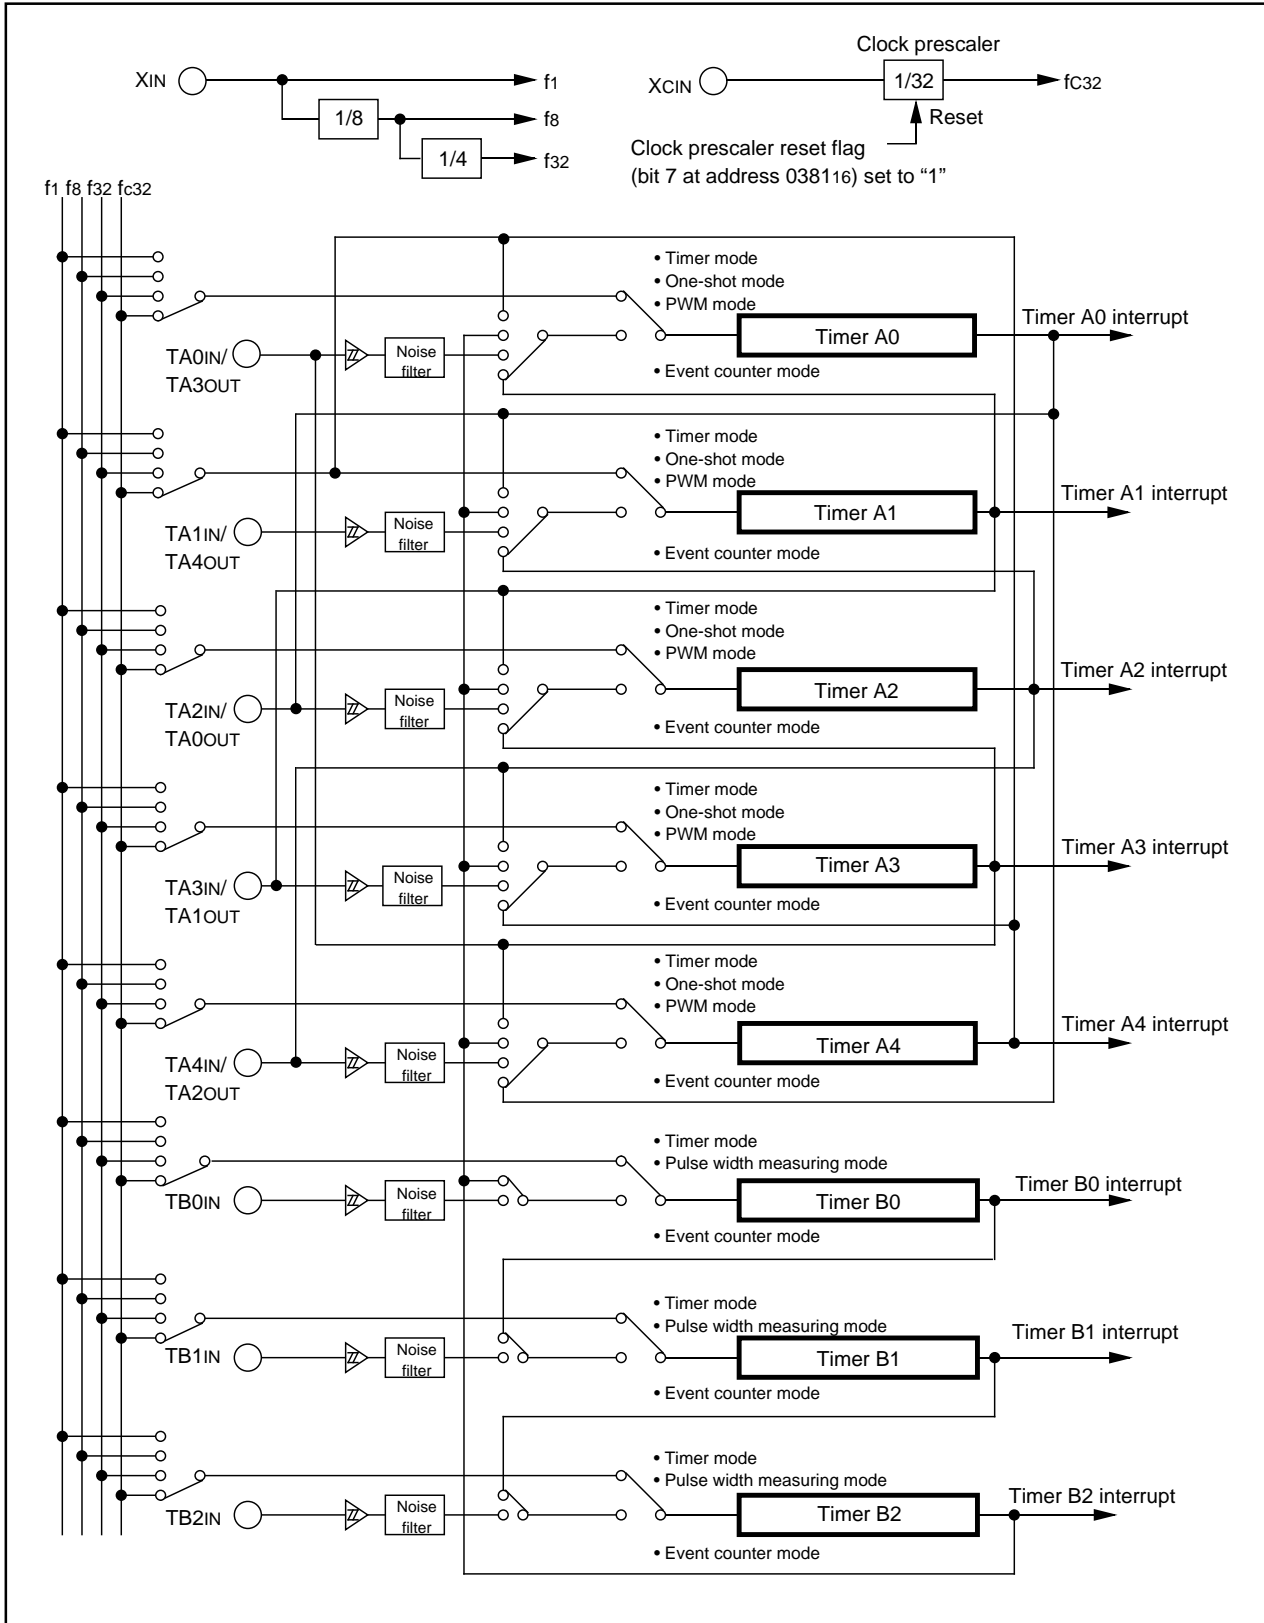 Clock prescaler
XIN
f1
XCIN
1/32
fC32
1/8
f8
Reset
1/4
f32
Clock prescaler reset flag
(bit 7 at address 038116) set to “1”
f1 f8 f32 fc32
• Timer mode
• One-shot mode
• PWM mode
Timer A0 interrupt
Timer A0
TA0IN/
TA3OUT
Noise
filter
• Event counter mode
• Timer mode
• One-shot mode
• PWM mode
Timer A1 interrupt
Timer A1
TA1IN/
TA4OUT
Noise
filter
• Event counter mode
• Timer mode
• One-shot mode
• PWM mode
Timer A2 interrupt
Timer A2
TA2IN/
TA0OUT
Noise
filter
• Event counter mode
• Timer mode
• One-shot mode
• PWM mode
Timer A3 interrupt
Timer A3
TA3IN/
TA1OUT
Noise
filter
• Event counter mode
• Timer mode
• One-shot mode
• PWM mode
Timer A4 interrupt
Timer A4
TA4IN/
TA2OUT
Noise
filter
• Event counter mode
• Timer mode
• Pulse width measuring mode
Timer B0 interrupt
TB0IN
Noise
filter
Timer B0
• Event counter mode
• Timer mode
• Pulse width measuring mode
Timer B1 interrupt
TB1IN
Noise
filter
Timer B1
• Event counter mode
• Timer mode
• Pulse width measuring mode
Timer B2 interrupt
TB2IN
Noise
filter
Timer B2
• Event counter mode